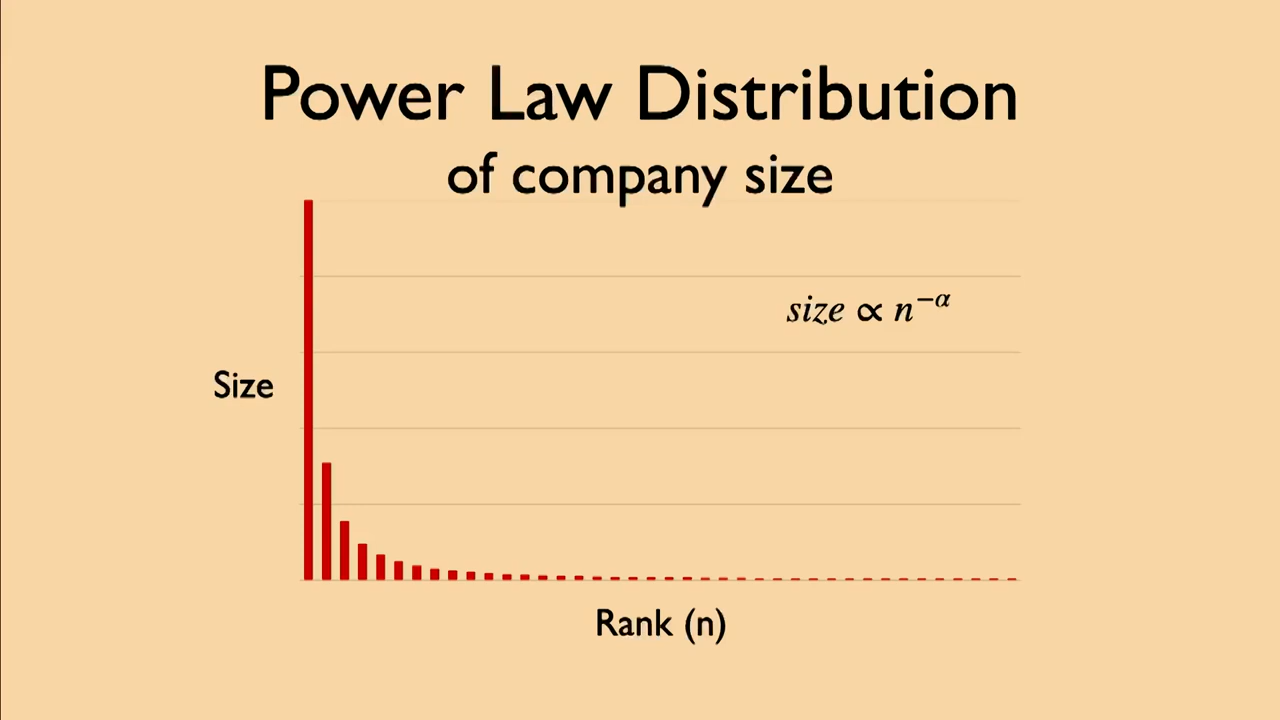 Power Law Distribution
of company size
size ∝ n⁻ᵅ
Size
Rank (n)